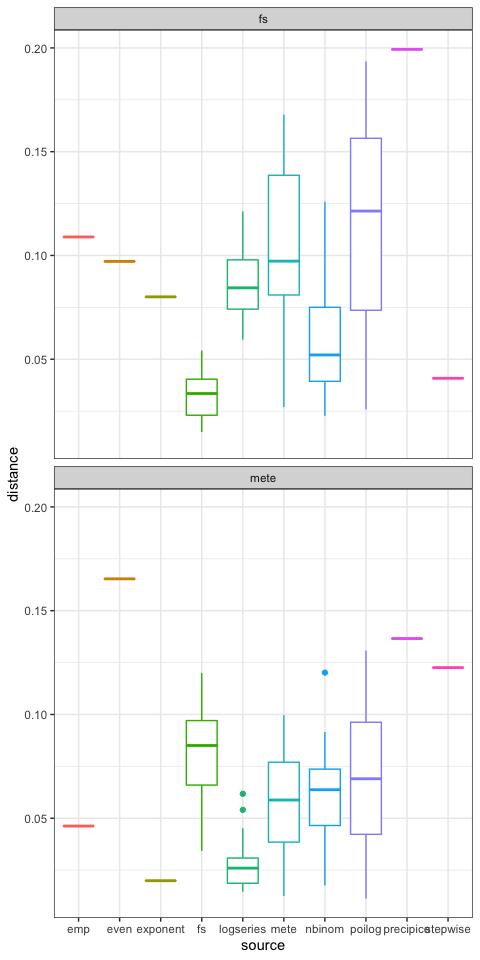 fs
0.20
0.15
0.10
0.05
distance
mete
0.20
0.15
0.10
0.05
emp even exponent fs logseries mete nbinom poilog precipice stepwise
source